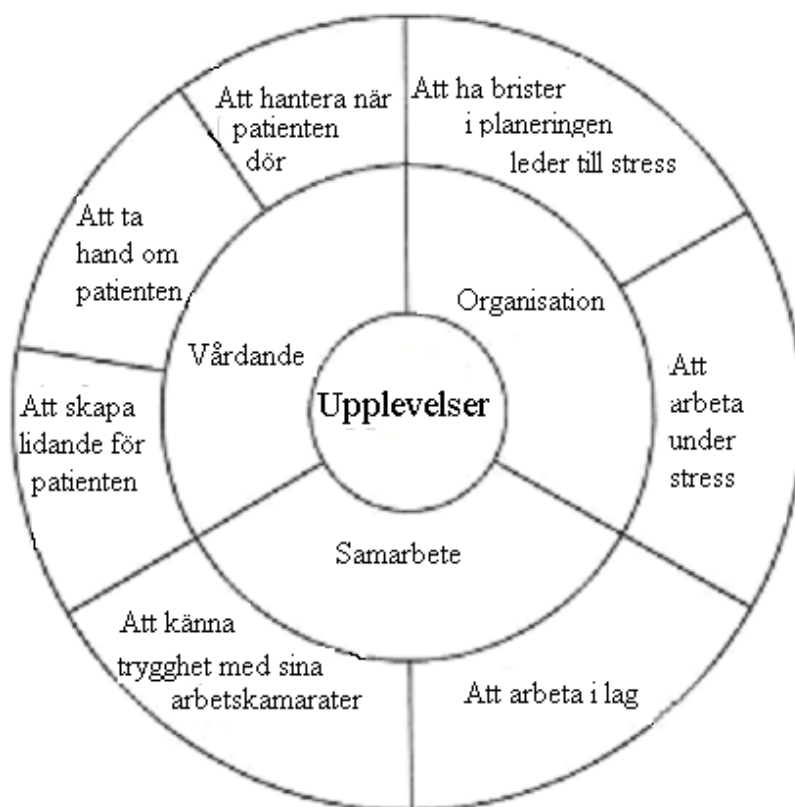 Att hantera när
patienten
dör
Att ha brister
i planeringen
leder till stress
Att ta
hand om
patienten
Organisation
Vårdande
Upplevelser
Att
arbeta
under
stress
Att skapa
lidande för
patienten
Samarbete
Att känna
trygghet med sina
arbetskamarater
Att arbeta i lag